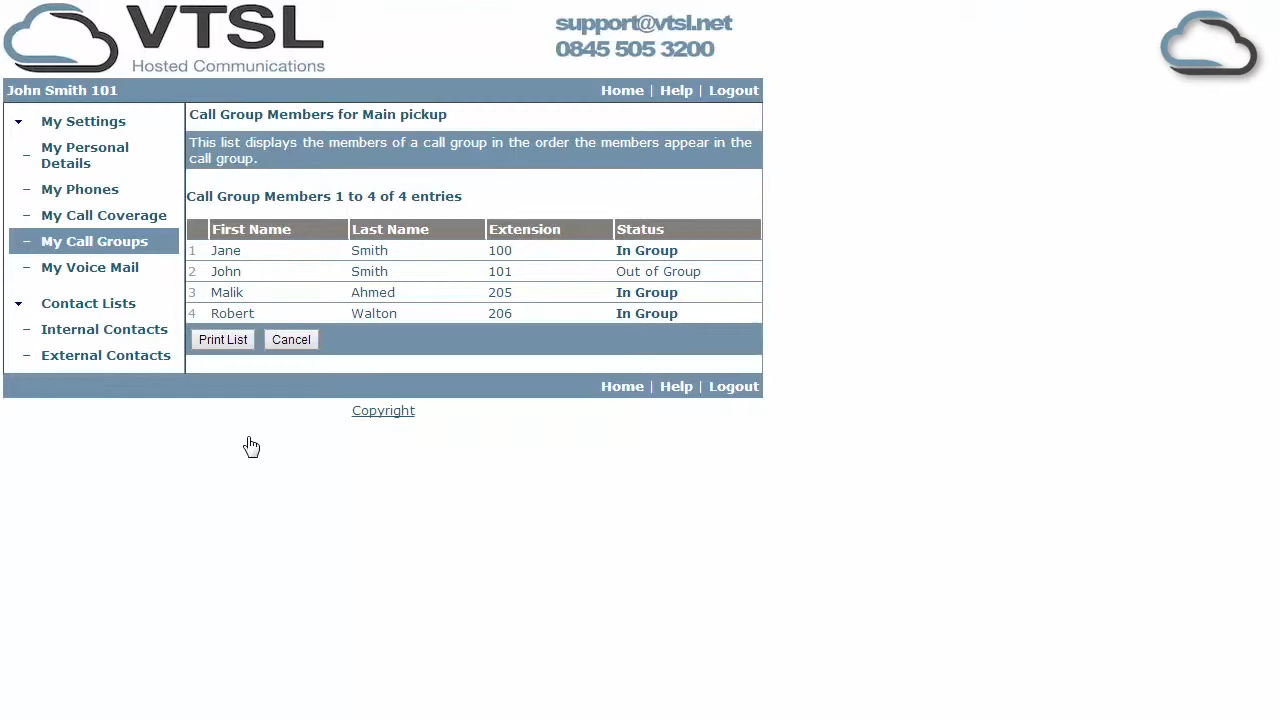 VTSL
Hosted Communications
support@vtsl.net
0845 505 3200
John Smith 101
Home | Help | Logout
My Settings
My Personal
Details
My Phones
My Call Coverage
My Call Groups
My Voice Mail
Contact Lists
Internal Contacts
External Contacts
Call Group Members for Main pickup
This list displays the members of a call group in the order the members appear in the
call group.
Call Group Members 1 to 4 of 4 entries
First Name Last Name Extension Status
1 Jane Smith 100 In Group
2 John Smith 101 Out of Group
3 Malik Ahmed 205 In Group
4 Robert Walton 206 In Group
Print List Cancel
Home | Help | Logout
Copyright